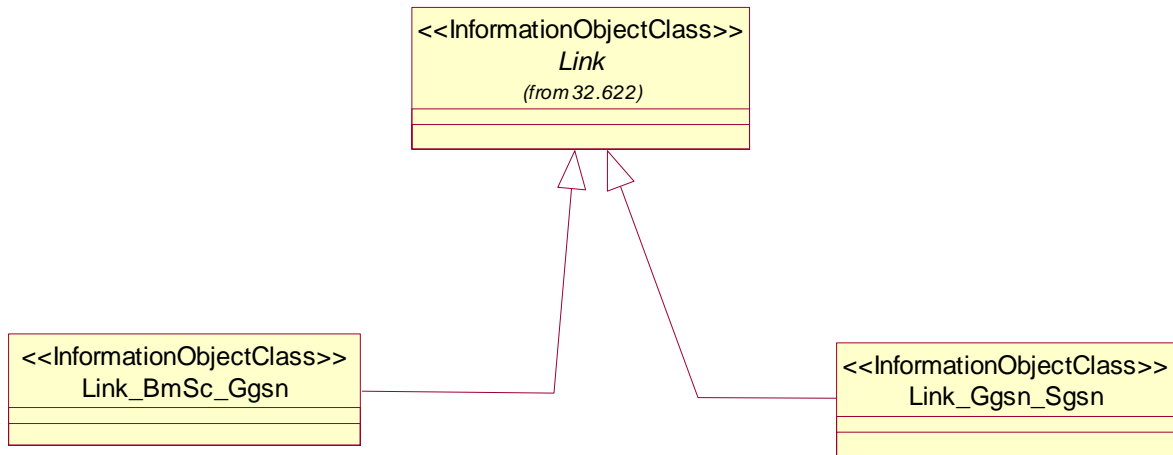 <<InformationObjectClass>>
Link
(from 32.622)
<<InformationObjectClass>>
Link_BmSc_Ggsn
<<InformationObjectClass>>
Link_Ggsn_Sgsn